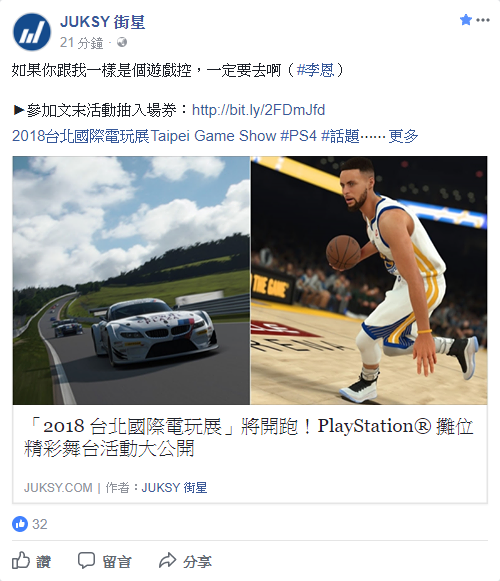 JUKSY 街星
21 分鐘 ·
如果你跟我一樣是個遊戲控，一定要去啊（#李恩）
►參加文末活動抽入場券：http://bit.ly/2FDmJfd
2018台北國際電玩展Taipei Game Show #PS4 #話題⋯⋯ 更多
THE GAME
「2018 台北國際電玩展」將開跑！PlayStation® 攤位
精彩舞台活動大公開
JUKSY.COM | 作者：JUKSY 街星
32
讚 留言 分享